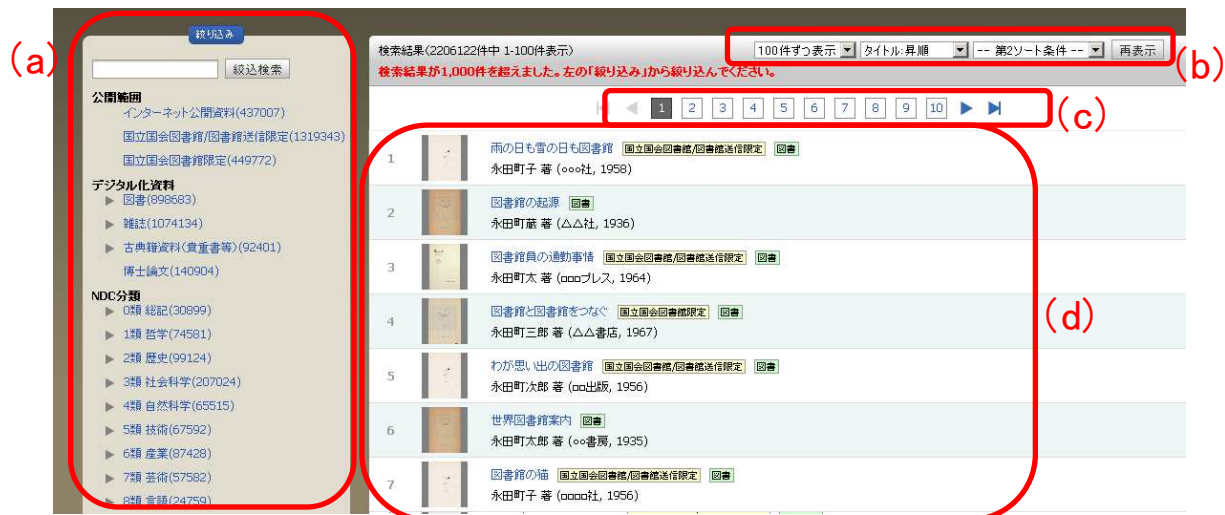 (a)
絞り込み
絞込検索
公開範囲
インターネット公開資料(437007)
国立国会図書館/図書館送信限定(1319343)
国立国会図書館限定(449772)
デジタル化資料
▶ 図書(898683)
▶ 雑誌(1074134)
▶ 古典籍資料(貴重書等)(92401)
博士論文(140904)
NDC分類
▶ 0類 総記(30899)
▶ 1類 哲学(74581)
▶ 2類 歴史(99124)
▶ 3類 社会科学(207024)
▶ 4類 自然科学(65515)
▶ 5類 技術(67592)
▶ 6類 産業(87428)
▶ 7類 芸術(57582)
▶ 8類 言語(24759)
検索結果(2206122件中 1-100件表示)
100件ずつ表示 タイトル:昇順 -- 第2ソート条件 -- 再表示
(b)
検索結果が1,000件を超えました。左の「絞り込み」から絞り込んでください。
1 2 3 4 5 6 7 8 9 10
(c)
1 雨の日も雪の日も図書館 国立国会図書館/図書館送信限定 図書
永田町子 著 (○○○社, 1958)
2 図書館の起源 図書
永田町蔵 著 (△△社, 1936)
3 図書館員の通勤事情 国立国会図書館/図書館送信限定 図書
永田町太 著 (□□□プレス, 1964)
4 図書館と図書館をつなぐ 国立国会図書館限定 図書
永田町三郎 著 (△△書店, 1967)
(d)
5 わが思い出の図書館 国立国会図書館/図書館送信限定 図書
永田町次郎 著 (□□出版, 1956)
6 世界図書館案内 図書
永田町太郎 著 (○○書房, 1935)
7 図書館の猫 国立国会図書館/図書館送信限定 図書
永田町子 著 (□□□□社, 1956)